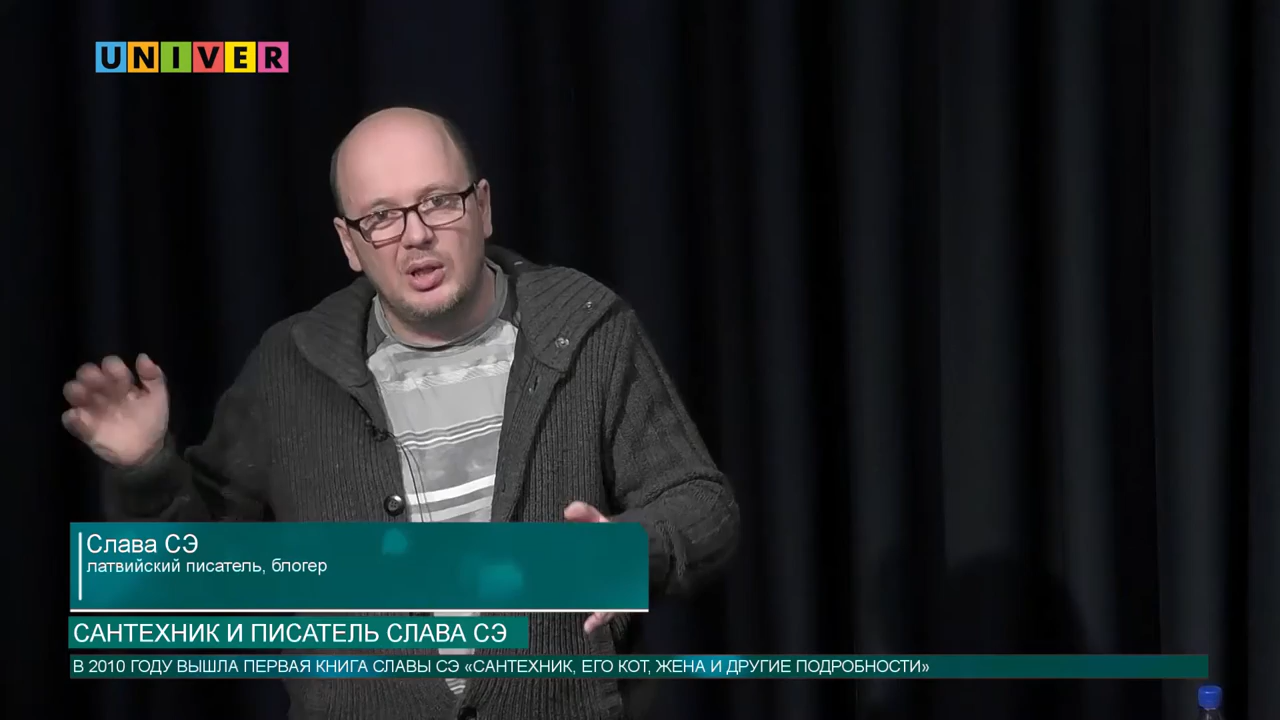 UNIVER
Слава СЭ
латвийский писатель, блогер
САНТЕХНИК И ПИСАТЕЛЬ СЛАВА СЭ
В 2010 ГОДУ ВЫШЛА ПЕРВАЯ КНИГА СЛАВЫ СЭ «САНТЕХНИК, ЕГО КОТ, ЖЕНА И ДРУГИЕ ПОДРОБНОСТИ»